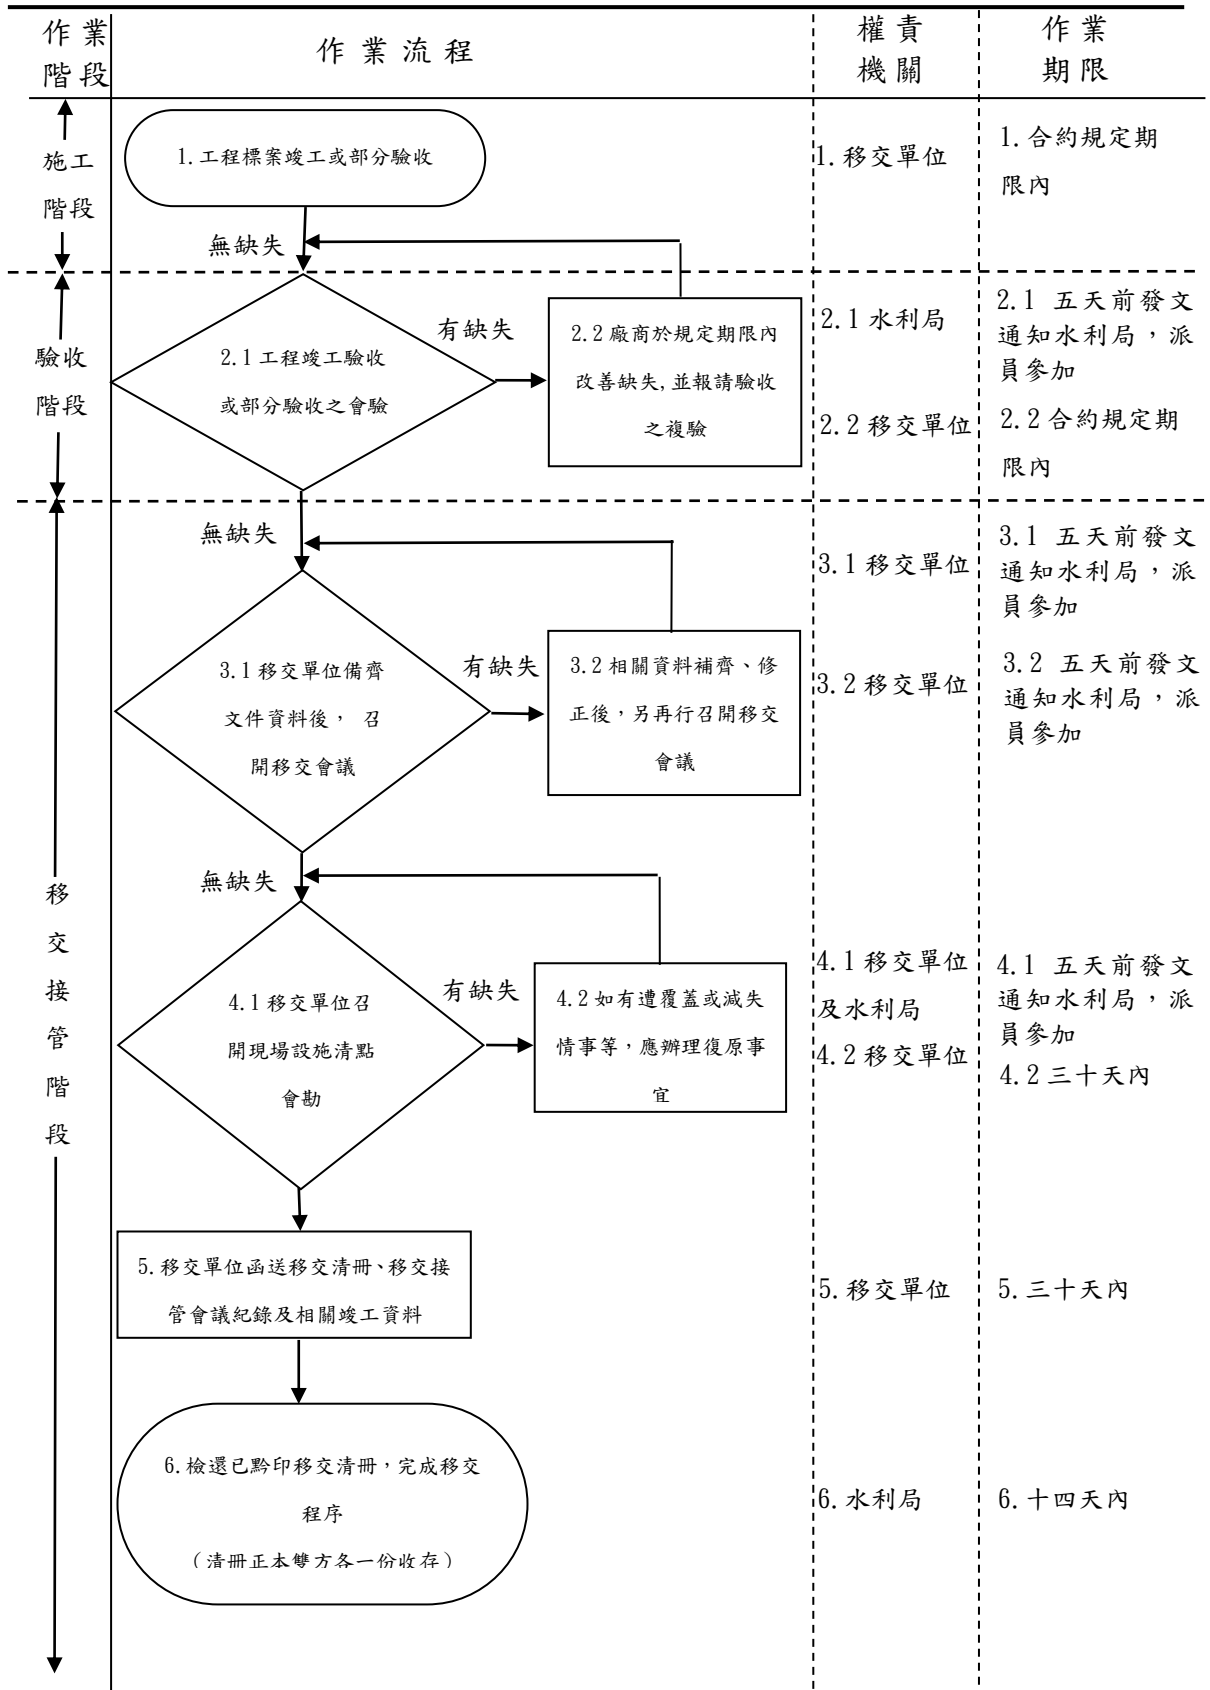 作業
階段
作業流程
權責
機關
作業
期限
施工
階段
1.工程標案竣工或部分驗收
1.移交單位
1.合約規定期
限內
無缺失
驗收
階段
2.1工程竣工驗收
或部分驗收之會驗
有缺失
2.2廠商於規定期限內
改善缺失,並報請驗收
之複驗
2.1水利局
2.2移交單位
2.1 五天前發文
通知水利局，派
員參加
2.2合約規定期
限內
移
交
接
管
階
段
無缺失
3.1移交單位備齊
文件資料後， 召
開移交會議
有缺失
3.2相關資料補齊、修
正後，另再行召開移交
會議
3.1移交單位
3.2移交單位
3.1 五天前發文
通知水利局，派
員參加
3.2 五天前發文
通知水利局，派
員參加
無缺失
4.1移交單位召
開現場設施清點
會勘
有缺失
4.2如有遭覆蓋或減失
情事等，應辦理復原事
宜
4.1移交單位
及水利局
4.2移交單位
4.1 五天前發文
通知水利局，派
員參加
4.2三十天內
5.移交單位函送移交清冊、移交接
管會議紀錄及相關竣工資料
5.移交單位
5.三十天內
6.檢還已黔印移交清冊，完成移交
程序
（清冊正本雙方各一份收存）
6.水利局
6.十四天內